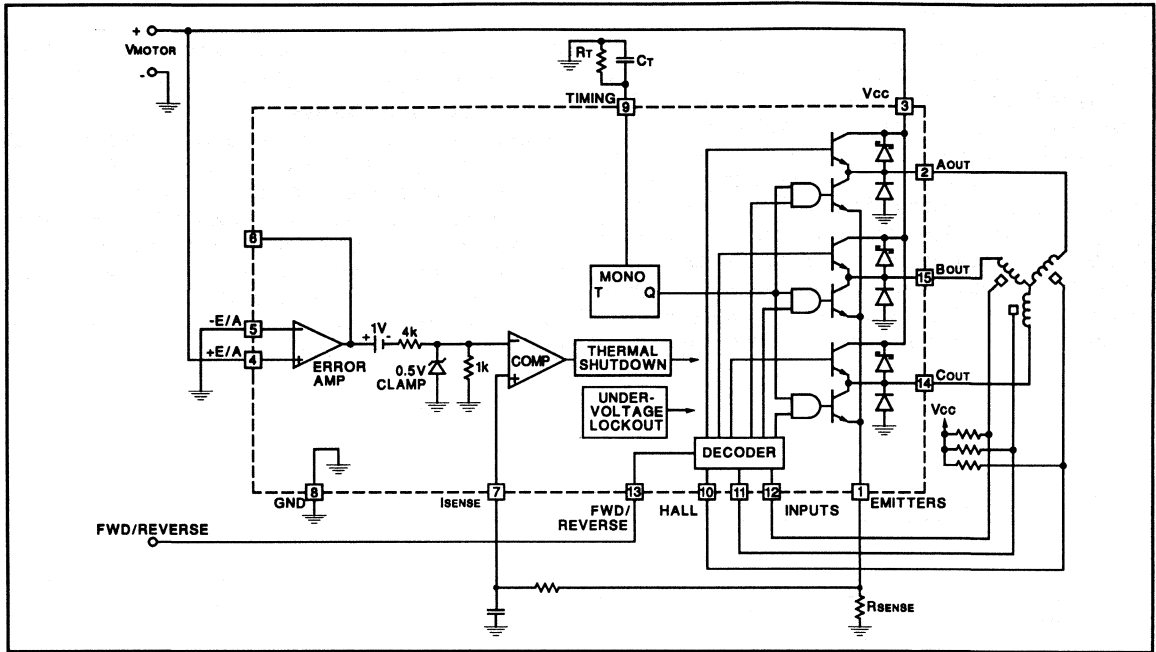 +
VMOTOR
-
RT
CT
TIMING
9
VCC
3
2
AOUT
6
MONO
T Q
15
BOUT
-E/A
5
+E/A
4
ERROR
AMP
+1V-
4k
0.5V
CLAMP
1k
COMP
THERMAL
SHUTDOWN
UNDER-
VOLTAGE
LOCKOUT
14
COUT
VCC
DECODER
8
GND
7
ISENSE
13
FWD/
REVERSE
10
HALL
11
12
INPUTS
1
EMITTERS
FWD/REVERSE
RSENSE